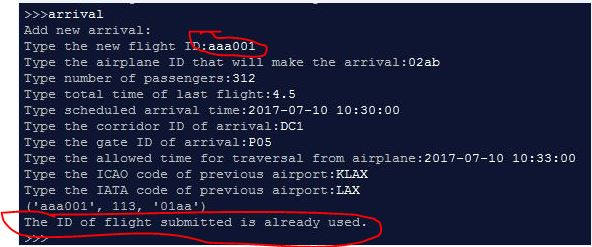 >>>arrival
Add new arrival:
Type the new flight ID:aaa001
Type the airplane ID that will make the arrival:02ab
Type number of passengers:312
Type total time of last flight:4.5
Type scheduled arrival time:2017-07-10 10:30:00
Type the corridor ID of arrival:DC1
Type the gate ID of arrival:P05
Type the allowed time for traversal from airplane:2017-07-10 10:33:00
Type the ICAO code of previous airport:KLAX
Type the IATA code of previous airport:LAX
('aaa001', 113, '01aa')
The ID of flight submitted is already used.
>>>